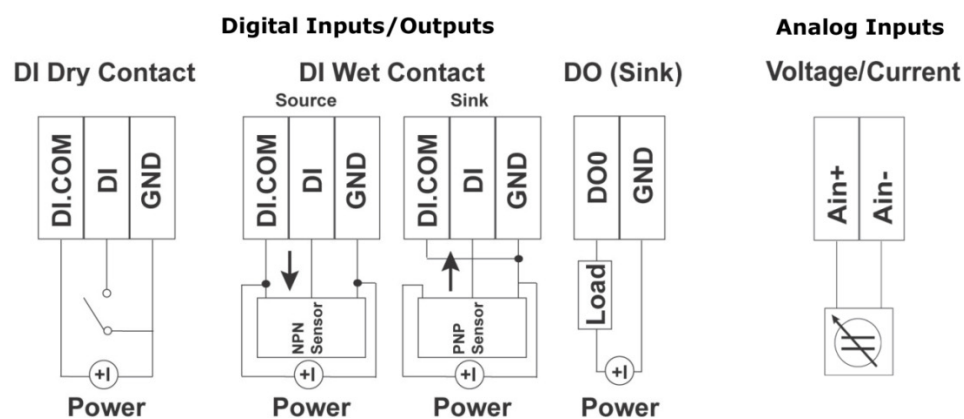 Digital Inputs/Outputs
Analog Inputs
DI Dry Contact
DI Wet Contact
DO (Sink)
Voltage/Current
Source
Sink
DI.COM
DI
GND
DI.COM
DI
GND
DI.COM
DI
GND
DO0
GND
Ain+
Ain-
NPN
Sensor
PNP
Sensor
Load
Power
Power
Power
Power